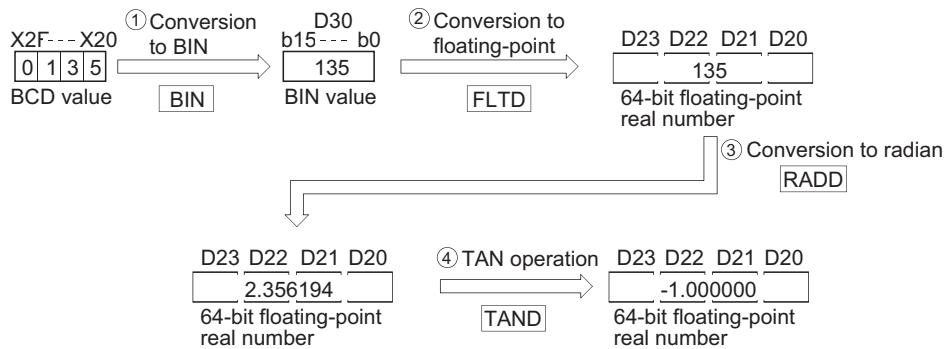 ① Conversion to BIN
X2F--- X20
0 1 3 5
BCD value
BIN
D30
b15--- b0
135
BIN value
② Conversion to floating-point
FLTD
D23 D22 D21 D20
135
64-bit floating-point
real number
③ Conversion to radian
RADD
D23 D22 D21 D20
2.356194
64-bit floating-point
real number
④ TAN operation
TAND
D23 D22 D21 D20
-1.000000
64-bit floating-point
real number